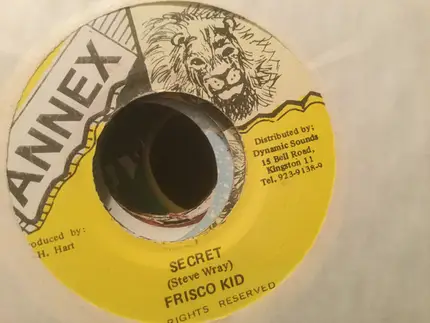 ANNEX
Distributed by:
Dynamic Sounds
15 Bell Road,
Kingston 11
Tel. 923-9138-9
oduced by:
H. Hart
SECRET
(Steve Wray)
FRISCO KID
RIGHTS RESERVED